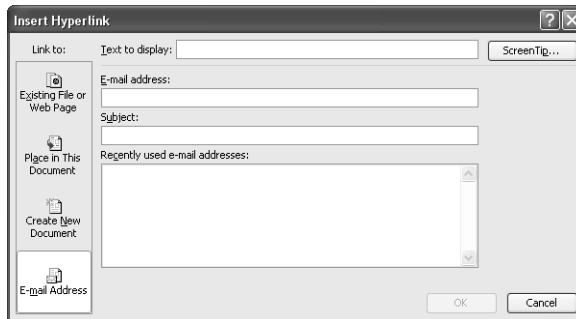 Insert Hyperlink
Link to:
Text to display:
ScreenTip...
Existing File or
Web Page
Place in This
Document
Create New
Document
E-mail Address
E-mail address:
Subject:
Recently used e-mail addresses:
OK
Cancel